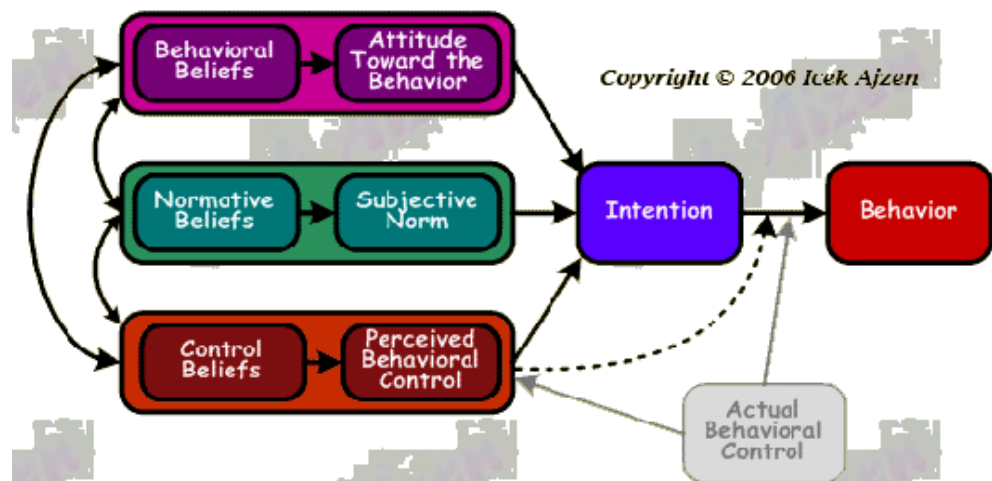 Behavioral
Beliefs
Attitude
Toward the
Behavior
Copyright © 2006 Icek Ajzen
Normative
Beliefs
Subjective
Norm
Intention
Behavior
Control
Beliefs
Perceived
Behavioral
Control
Actual
Behavioral
Control